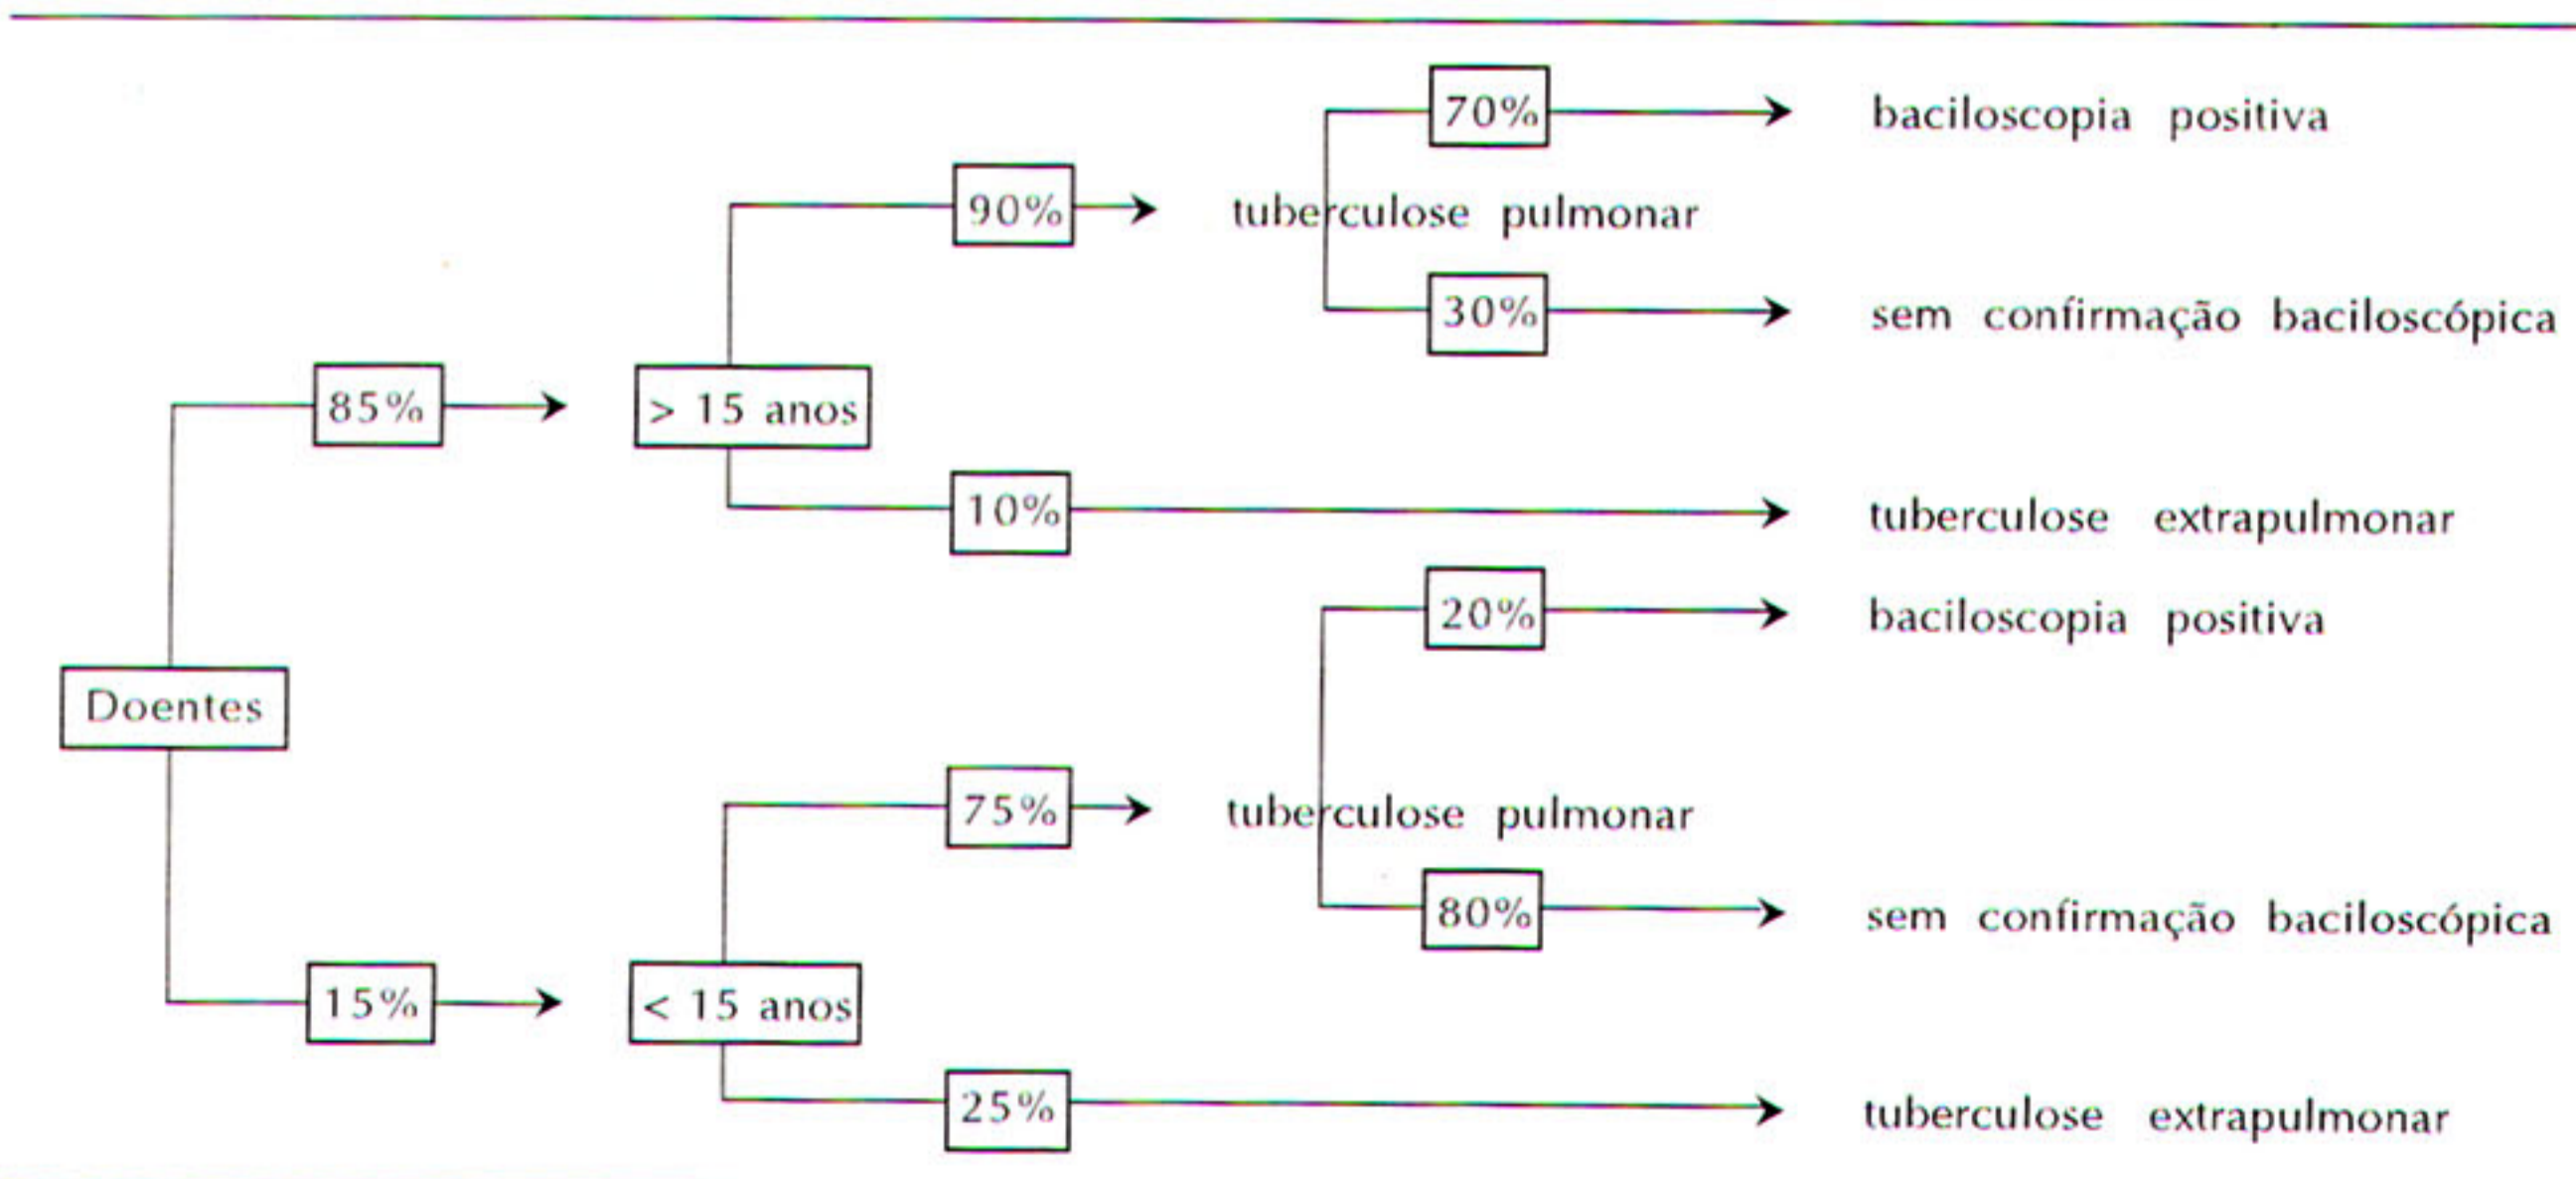 70%
baciloscopia positiva
90%
tuberculose pulmonar
30%
sem confirmação baciloscópica
85%
> 15 anos
10%
tuberculose extrapulmonar
20%
baciloscopia positiva
Doentes
75%
tuberculose pulmonar
80%
sem confirmação baciloscópica
15%
< 15 anos
25%
tuberculose extrapulmonar